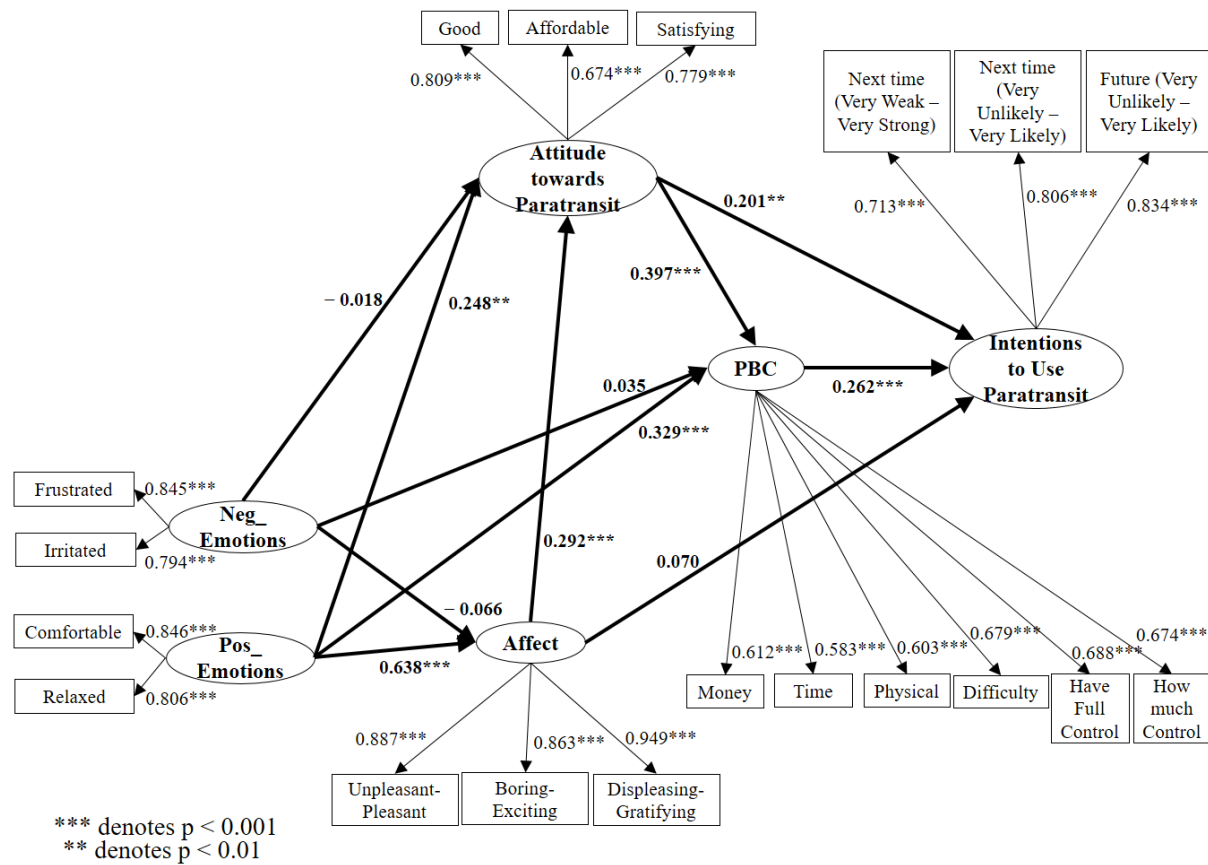 Good
Affordable
Satisfying
0.809***
0.674***
0.779***
Next time
(Very Weak –
Very Strong)
Next time
(Very
Unlikely –
Very Likely)
Future (Very
Unlikely –
Very Likely)
Attitude
towards
Paratransit
0.713***
0.806***
0.834***
0.201**
0.397***
– 0.018
0.248**
PBC
Intentions
to Use
Paratransit
0.262***
0.035
0.329***
Frustrated
0.845***
Neg_
Emotions
Irritated
0.794***
0.292***
0.070
– 0.066
Comfortable
0.846***
Pos_
Emotions
Relaxed
0.806***
0.638***
Affect
0.612***
0.583***
0.603***
0.679***
0.688***
0.674***
Money
Time
Physical
Difficulty
Have
Full
Control
How
much
Control
0.887***
0.863***
0.949***
Unpleasant-
Pleasant
Boring-
Exciting
Displeasing-
Gratifying
*** denotes p < 0.001
** denotes p < 0.01